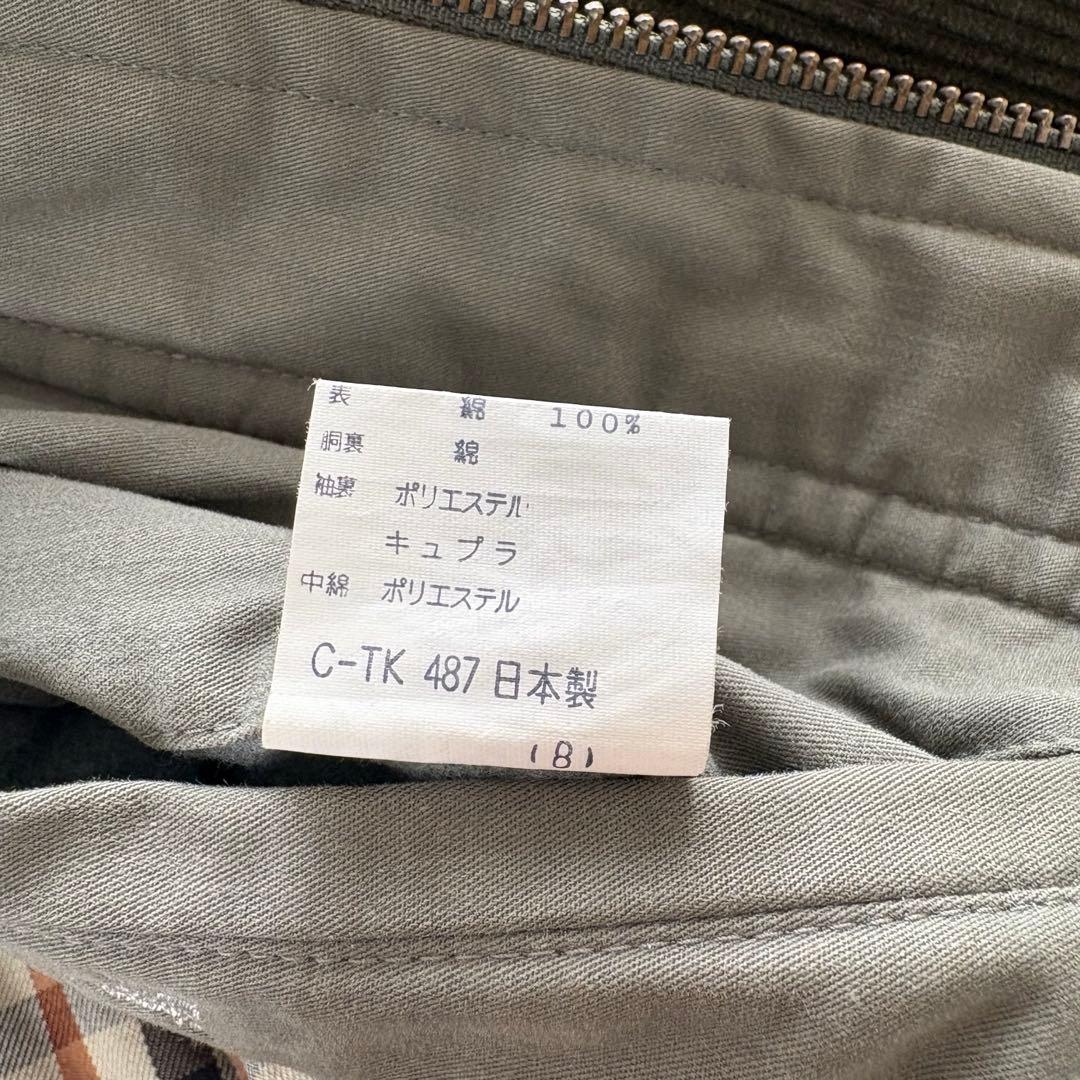 表 綿 100%
胴裏 綿
袖裏 ポリエステル
キュプラ
中綿 ポリエステル
C-TK 487 日本製
(8)